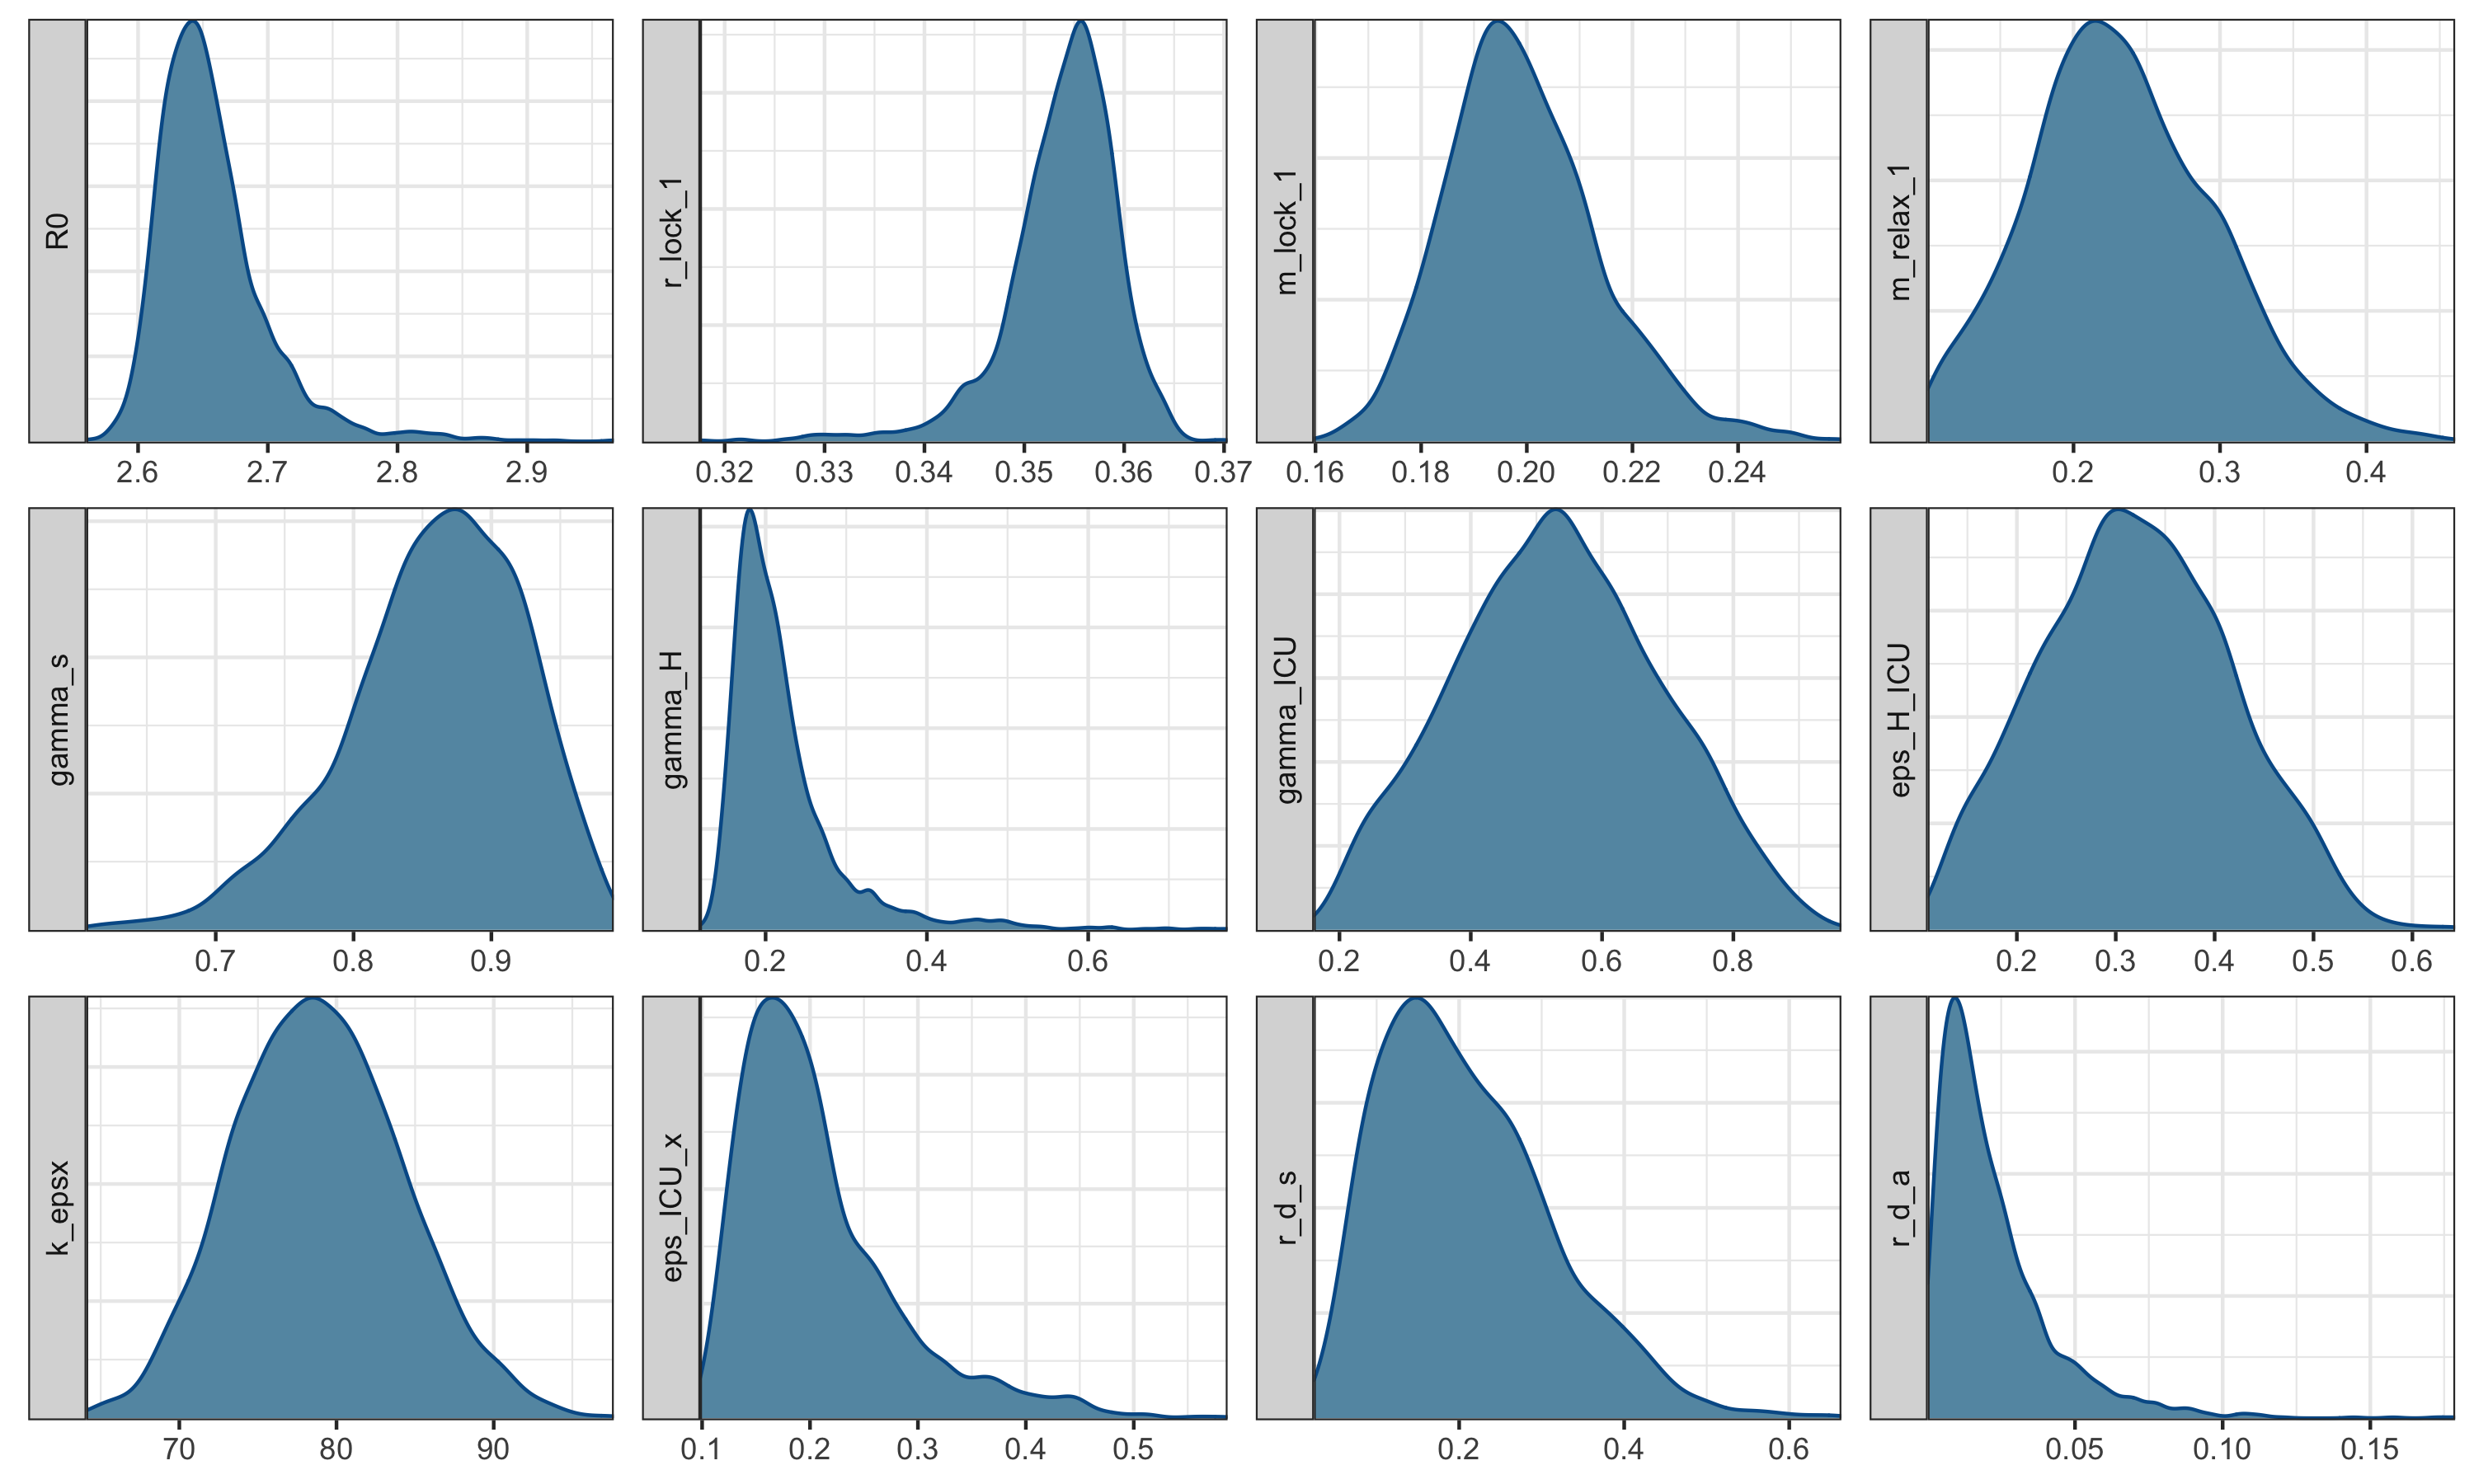 R0
2.6 2.7 2.8 2.9
r_lock_1
0.32 0.33 0.34 0.35 0.36 0.37
m_lock_1
0.16 0.18 0.20 0.22 0.24
m_relax_1
0.2 0.3 0.4
gamma_s
0.7 0.8 0.9
gamma_H
0.2 0.4 0.6
gamma_ICU
0.2 0.4 0.6 0.8
eps_H_ICU
0.2 0.3 0.4 0.5 0.6
k_epsx
70 80 90
eps_ICU_x
0.1 0.2 0.3 0.4 0.5
r_d_s
0.2 0.4 0.6
r_d_a
0.05 0.10 0.15